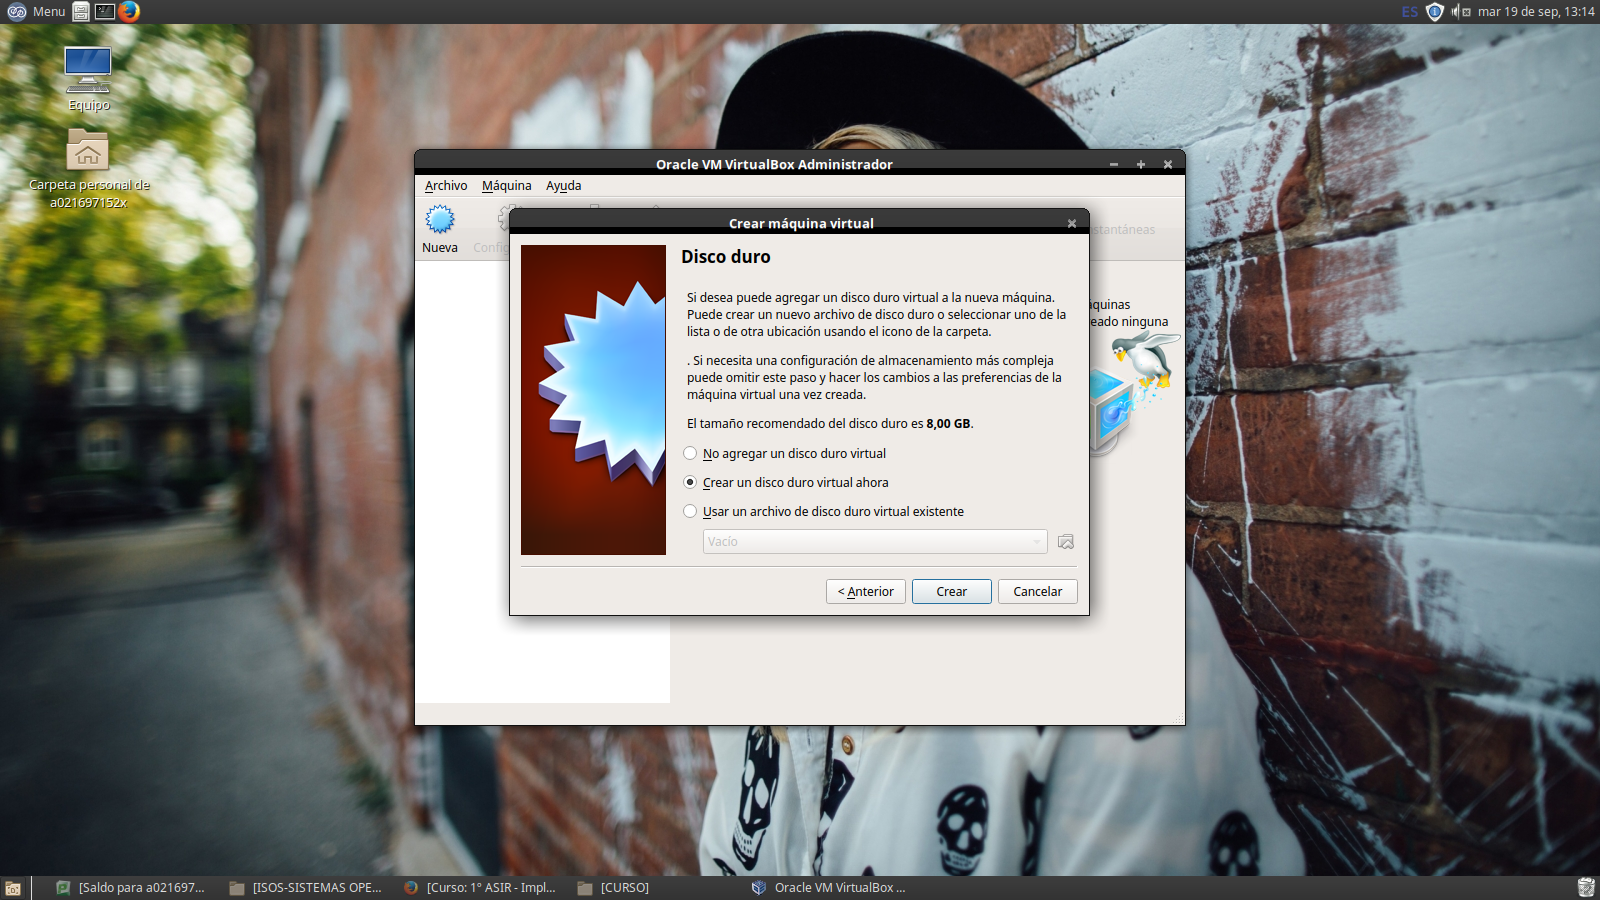 Menu
ES
mar 19 de sep, 13:14
Equipo
Carpeta personal de
a021697152x
Oracle VM VirtualBox Administrador
Archivo Máquina Ayuda
Nueva
Crear máquina virtual
Disco duro
Si desea puede agregar un disco duro virtual a la nueva máquina.
Puede crear un nuevo archivo de disco duro o seleccionar uno de la
lista o de otra ubicación usando el icono de la carpeta.
. Si necesita una configuración de almacenamiento más compleja
puede omitir este paso y hacer los cambios a las preferencias de la
máquina virtual una vez creada.
El tamaño recomendado del disco duro es 8,00 GB.
No agregar un disco duro virtual
Crear un disco duro virtual ahora
Usar un archivo de disco duro virtual existente
Vacío
< Anterior
Crear
Cancelar
ninguna
[Saldo para a021697...
[ISOS-SISTEMAS OPE...
[Curso: 1º ASIR - Impl...
[CURSO]
Oracle VM VirtualBox ...